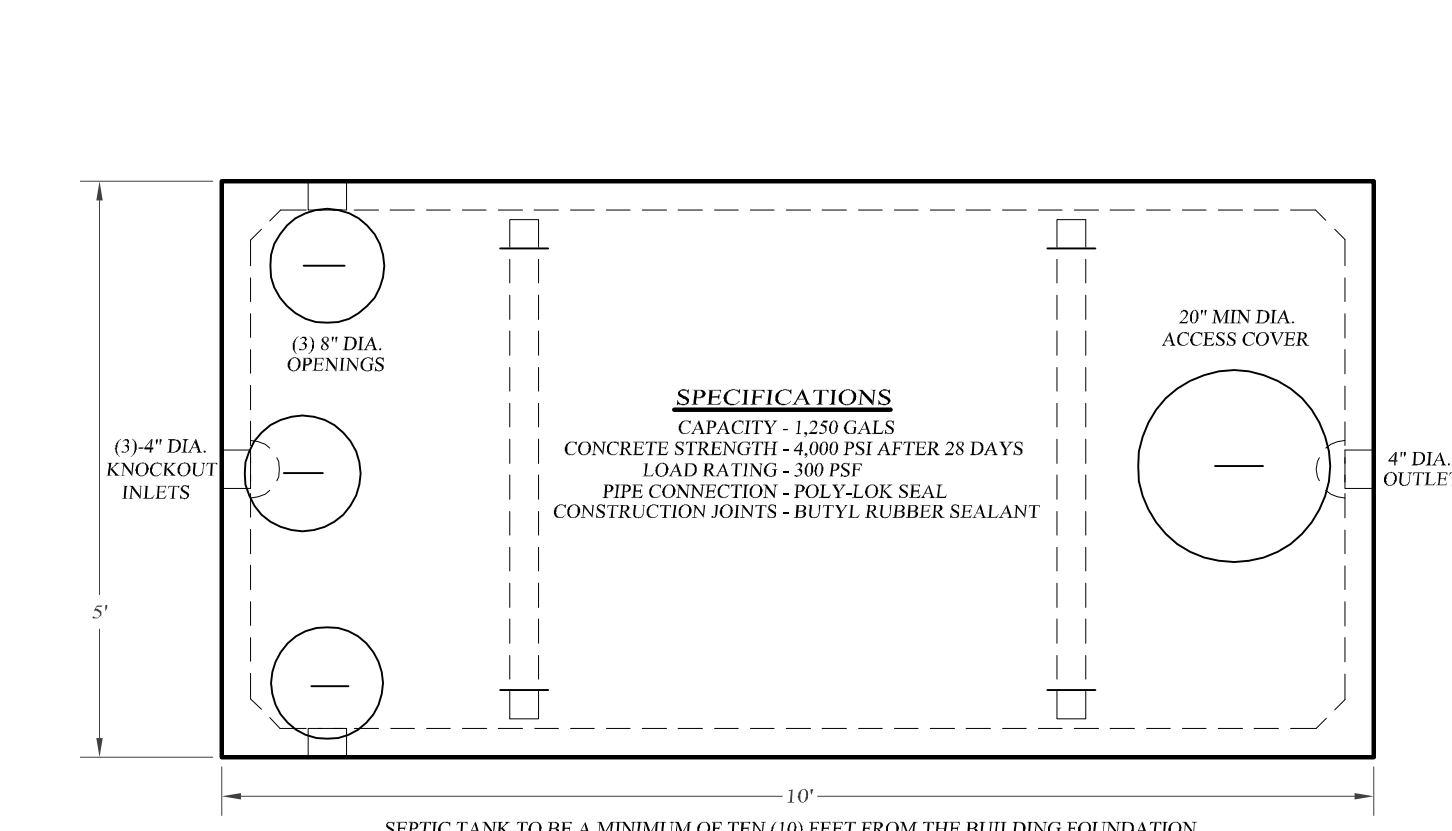 (3) 8" DIA.
OPENINGS
20" MIN DIA.
ACCESS COVER
SPECIFICATIONS
CAPACITY - 1,250 GALS
CONCRETE STRENGTH - 4,000 PSI AFTER 28 DAYS
LOAD RATING - 300 PSF
PIPE CONNECTION - POLY-LOK SEAL
CONSTRUCTION JOINTS - BUTYL RUBBER SEALANT
(3)-4" DIA.
KNOCKOUT
INLETS
4" DIA.
OUTLET
5'
10'
SEPTIC TANK TO BE A MINIMUM OF TEN (10) FEET FROM THE BUILDING FOUNDATION